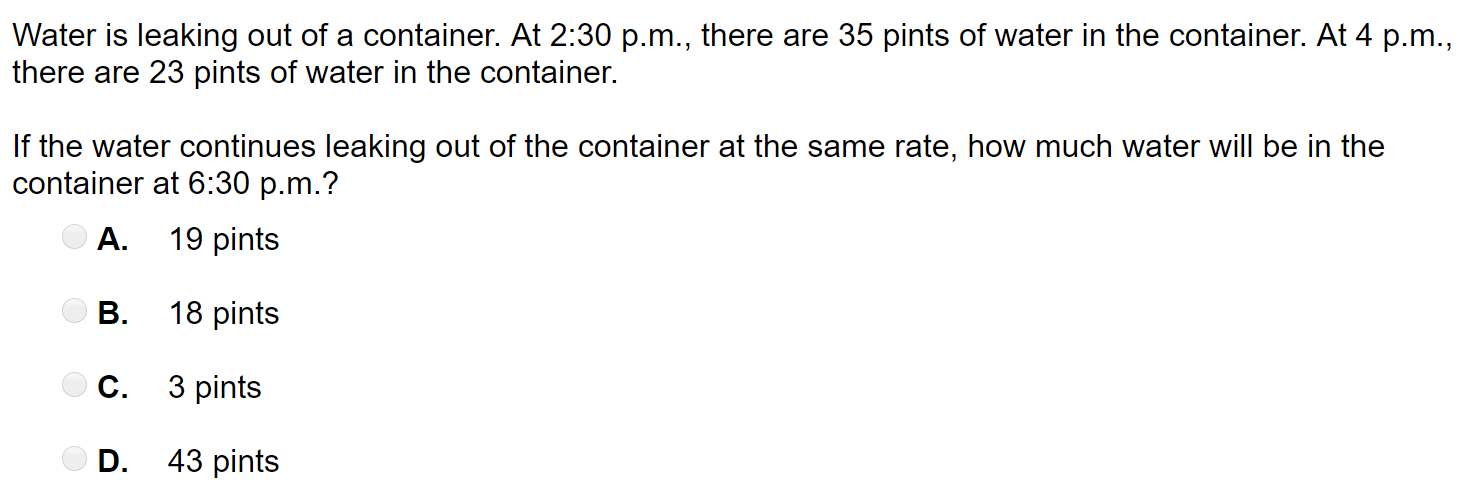 Water is leaking out of a container. At 2:30 p.m., there are 35 pints of water in the container. At 4 p.m.,
there are 23 pints of water in the container.
If the water continues leaking out of the container at the same rate, how much water will be in the
container at 6:30 p.m.?
A. 19 pints
B. 18 pints
C. 3 pints
D. 43 pints